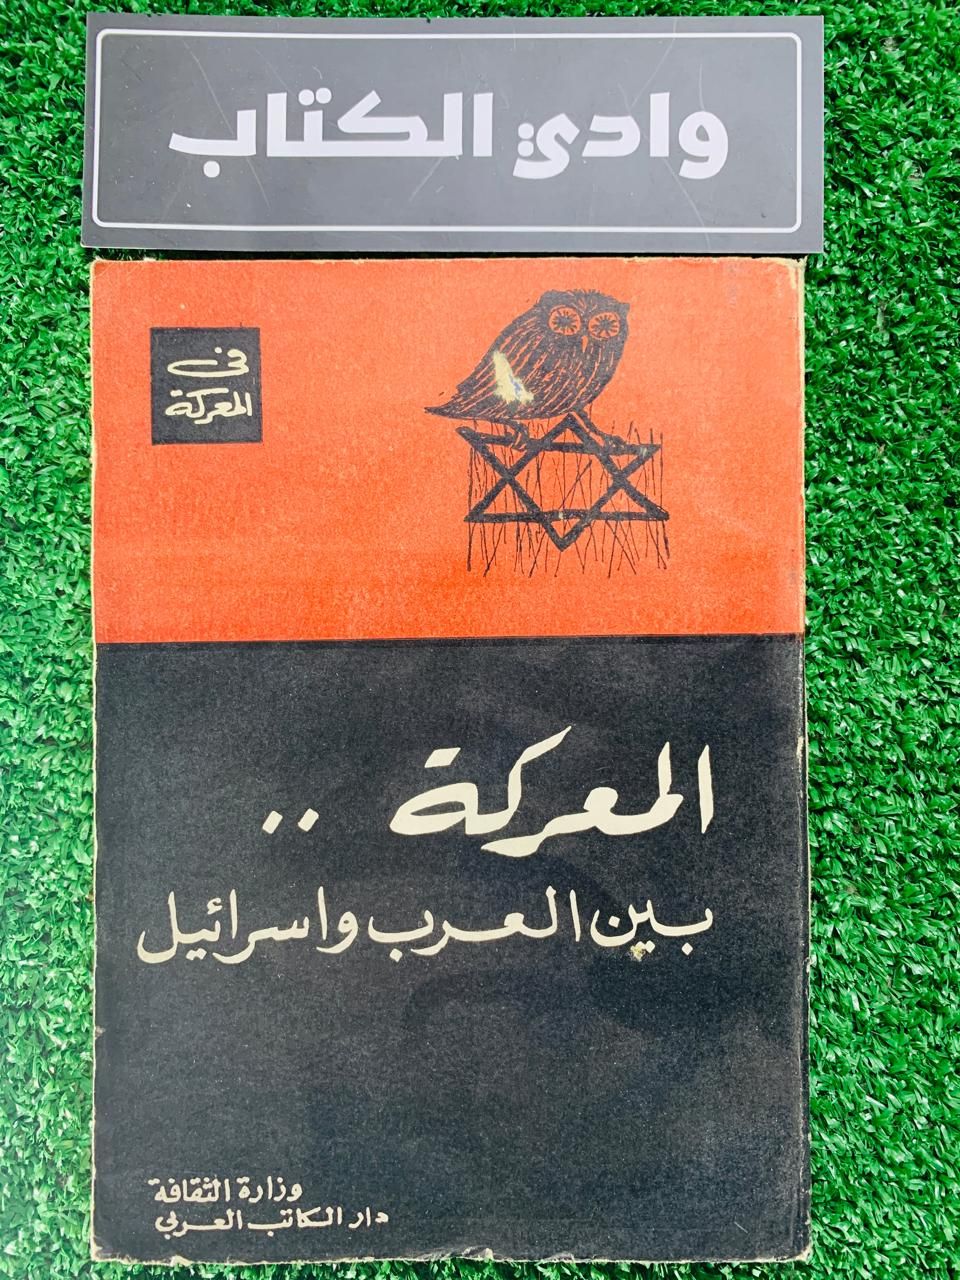 وادي الكتاب
في
المعركة
المعركة ..
بين العرب واسرائيل
وزارة الثقافة
دار الكاتب العربي